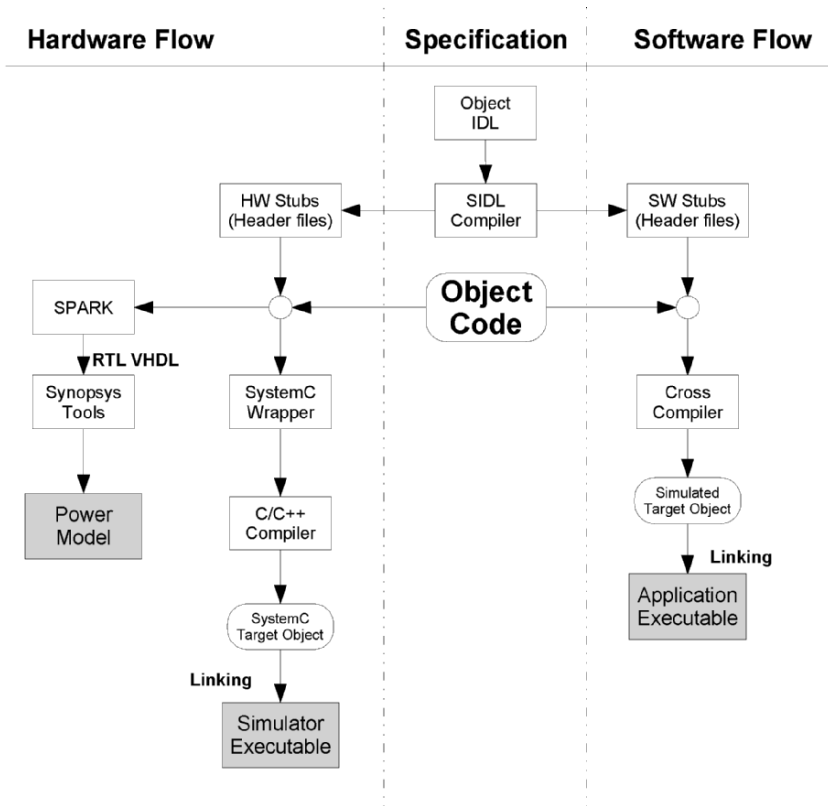 Hardware Flow
Specification
Software Flow
Object
IDL
HW Stubs
(Header files)
SIDL
Compiler
SW Stubs
(Header files)
SPARK
Object
Code
RTL VHDL
Synopsys
Tools
SystemC
Wrapper
Cross
Compiler
Power
Model
C/C++
Compiler
Simulated
Target Object
Linking
Application
Executable
SystemC
Target Object
Linking
Simulator
Executable